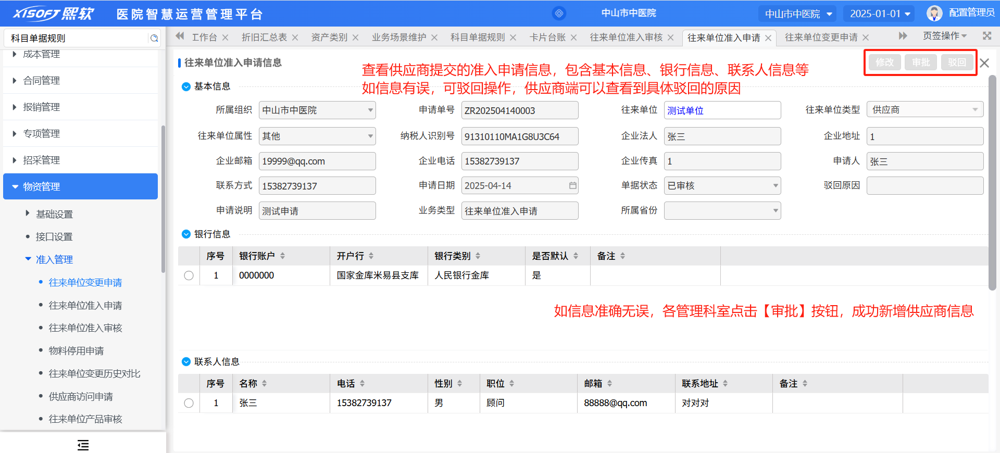 XISOFT熙软 医院智慧运营管理平台 中山市中医院 中山市中医院 2025-01-01 配置管理员
科目单据规则
工作台 折旧汇总表 资产类别 业务场景维护 科目单据规则 卡片台账 往来单位准入审核 往来单位准入申请 往来单位变更申请 页签操作
成本管理
合同管理
报销管理
专项管理
招采管理
物资管理
基础设置
接口设置
准入管理
往来单位变更申请
往来单位准入申请
往来单位准入审核
物料停用申请
往来单位变更历史对比
供应商访问申请
往来单位产品审核
往来单位准入申请信息
修改 审批 驳回
查看供应商提交的准入申请信息，包含基本信息、银行信息、联系人信息等
如信息有误，可驳回操作，供应商端可以查看到具体驳回的原因
基本信息
所属组织 中山市中医院 申请单号 ZR202504140003 往来单位 测试单位 往来单位类型 供应商
往来单位属性 其他 纳税人识别号 91310110MA1G8U3C64 企业法人 张三 企业地址 1
企业邮箱 19999@qq.com 企业电话 15382739137 企业传真 1 申请人 张三
联系方式 15382739137 申请日期 2025-04-14 单据状态 已审核 驳回原因
申请说明 测试申请 业务类型 往来单位准入申请 所属省份
银行信息
序号 银行账户 开户行 银行类别 是否默认 备注
1 0000000 国家金库米易县支库 人民银行金库 是
如信息准确无误，各管理科室点击【审批】按钮，成功新增供应商信息
联系人信息
序号 名称 电话 性别 职位 邮箱 联系地址 备注
1 张三 15382739137 男 顾问 88888@qq.com 对对对